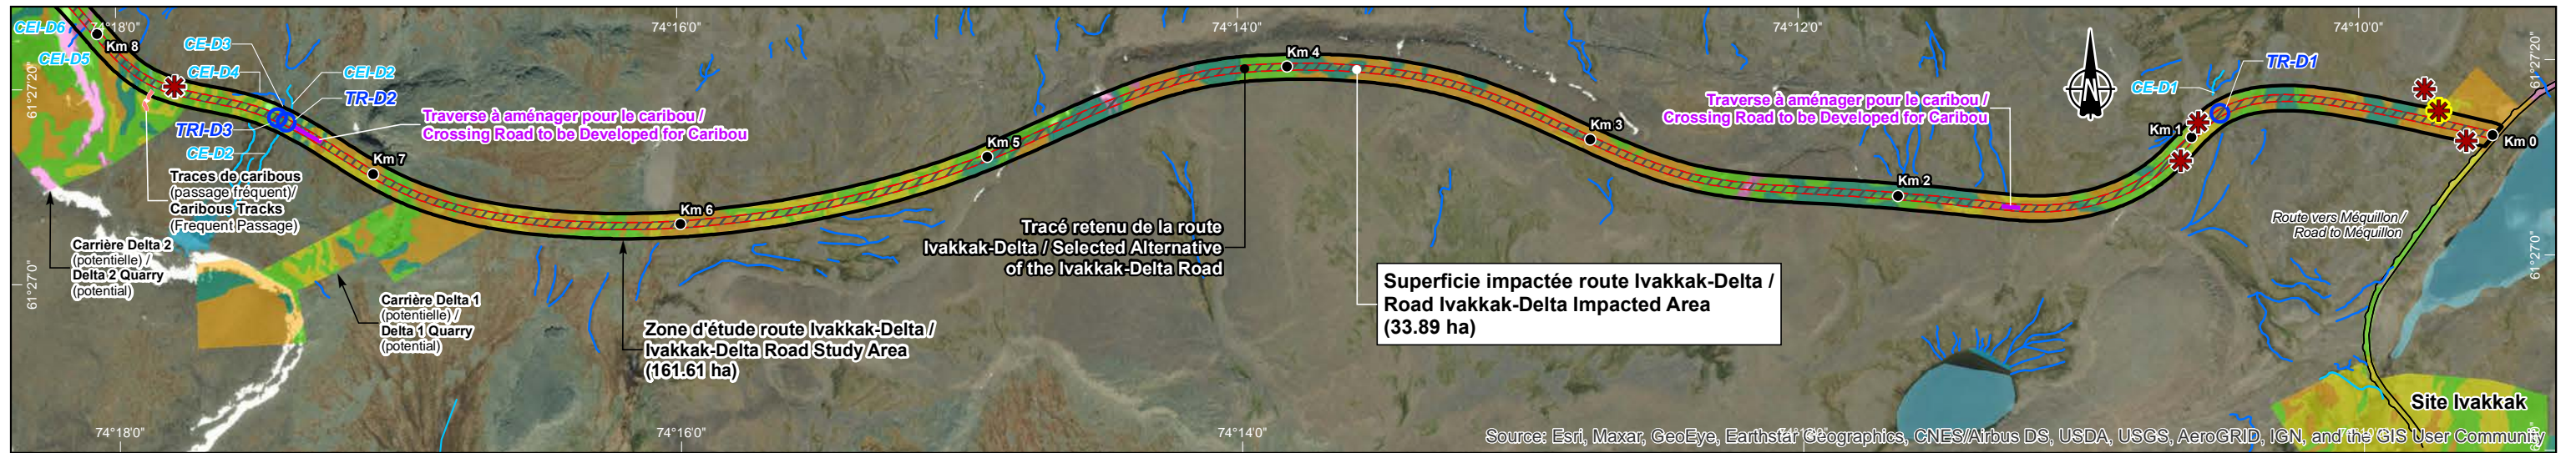 74°18'0"
74°16'0"
74°14'0"
74°12'0"
74°10'0"
CEI-D6
CEI-D5
Km 8
CE-D3
CEI-D4
CEI-D2
TR-D2
TRI-D3
CE-D2
61°27'20"
Traverse à aménager pour le caribou /
Crossing Road to be Developed for Caribou
Km 7
Traces de caribous
(passage fréquent)/
Caribous Tracks
(Frequent Passage)
Carrière Delta 2
(potentielle) /
Delta 2 Quarry
(potential)
Carrière Delta 1
(potentielle) /
Delta 1 Quarry
(potential)
61°27'0"
Km 6
Zone d'étude route Ivakkak-Delta /
Ivakkak-Delta Road Study Area
(161.61 ha)
Km 5
Km 4
Tracé retenu de la route
Ivakkak-Delta / Selected Alternative
of the Ivakkak-Delta Road
Superficie impactée route Ivakkak-Delta /
Road Ivakkak-Delta Impacted Area
(33.89 ha)
Km 3
Traverse à aménager pour le caribou /
Crossing Road to be Developed for Caribou
Km 2
N
CE-D1
TR-D1
Km 1
Km 0
61°27'20"
Route vers Méquillon /
Road to Méquillon
61°27'0"
Site Ivakkak
74°18'0"
74°16'0"
74°14'0"
Source: Esri, Maxar, GeoEye, Earthstar Geographics, CNES/Airbus DS, USDA, USGS, AeroGRID, IGN, and the GIS User Community